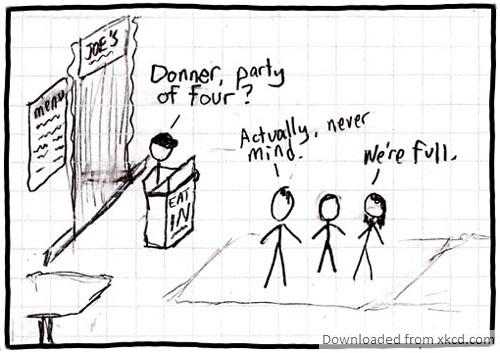 JOE'S
menu
Donner, party
of four?
Actually, never
mind.
We're full.
EAT
IN
Downloaded from xkcd.com